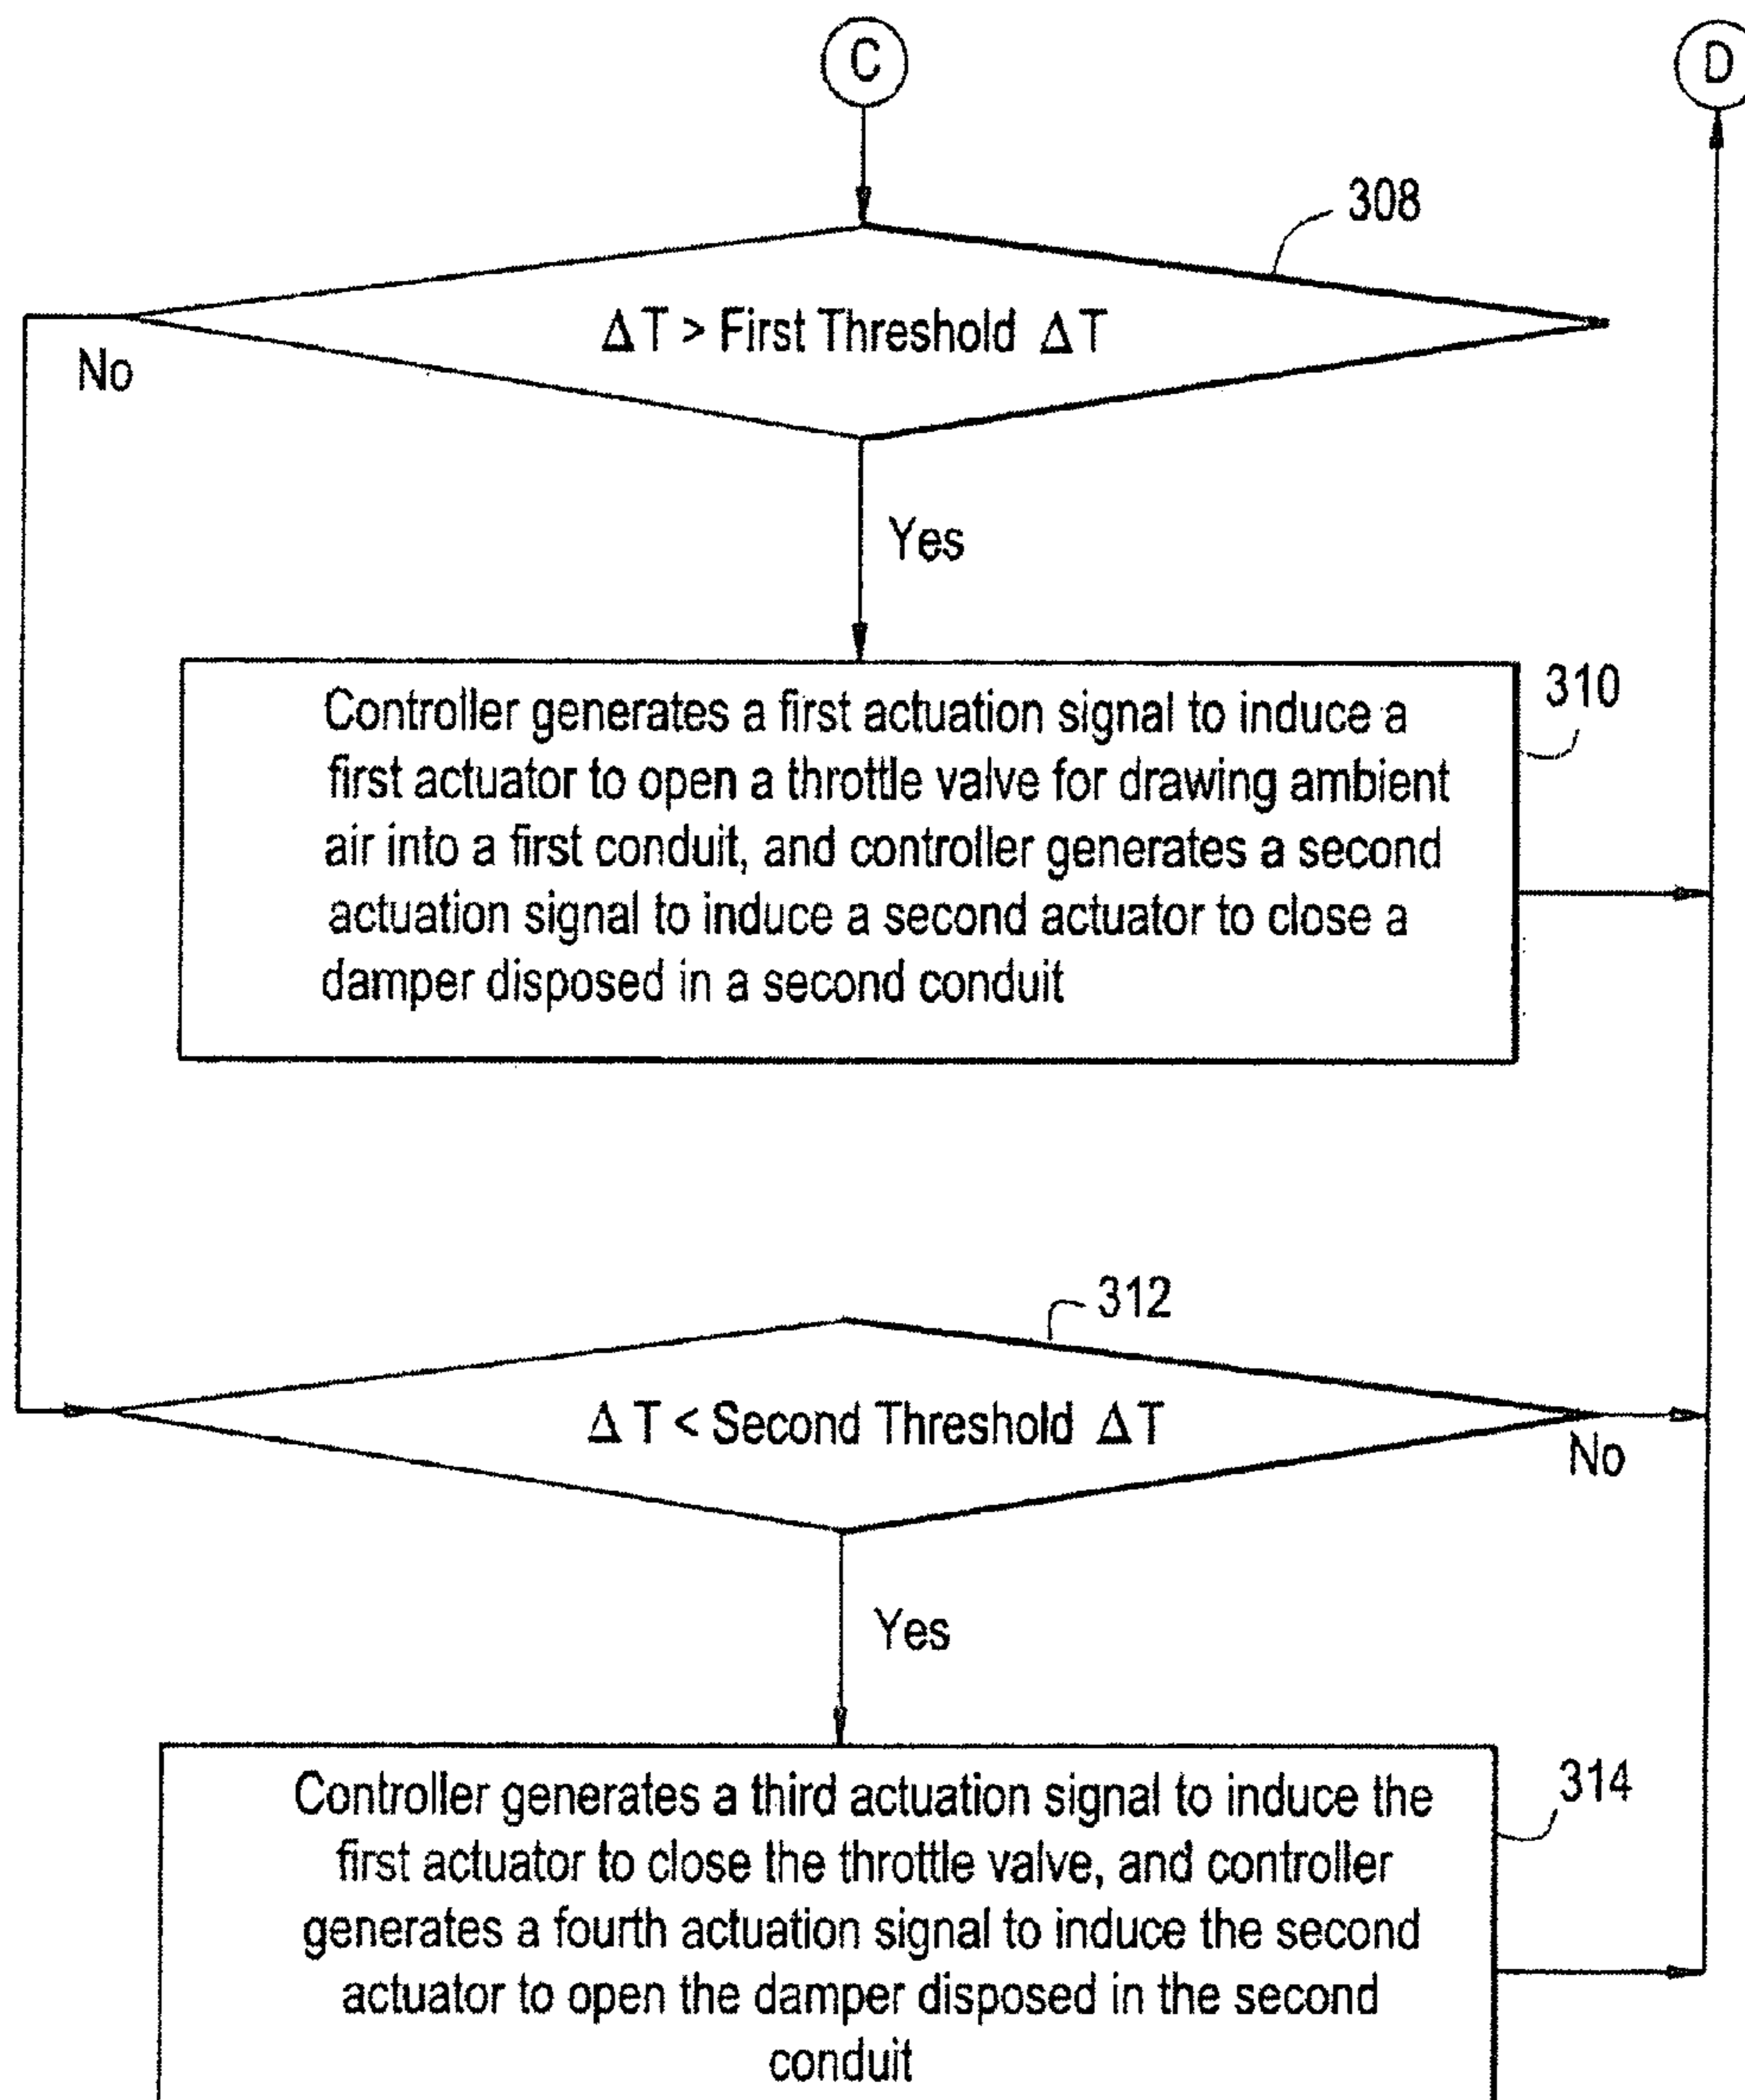 C
D
308
Δ T > First Threshold Δ T
No
Yes
310
Controller generates a first actuation signal to induce a
first actuator to open a throttle valve for drawing ambient
air into a first conduit, and controller generates a second
actuation signal to induce a second actuator to close a
damper disposed in a second conduit
312
Δ T < Second Threshold Δ T
No
Yes
314
Controller generates a third actuation signal to induce the
first actuator to close the throttle valve, and controller
generates a fourth actuation signal to induce the second
actuator to open the damper disposed in the second
conduit